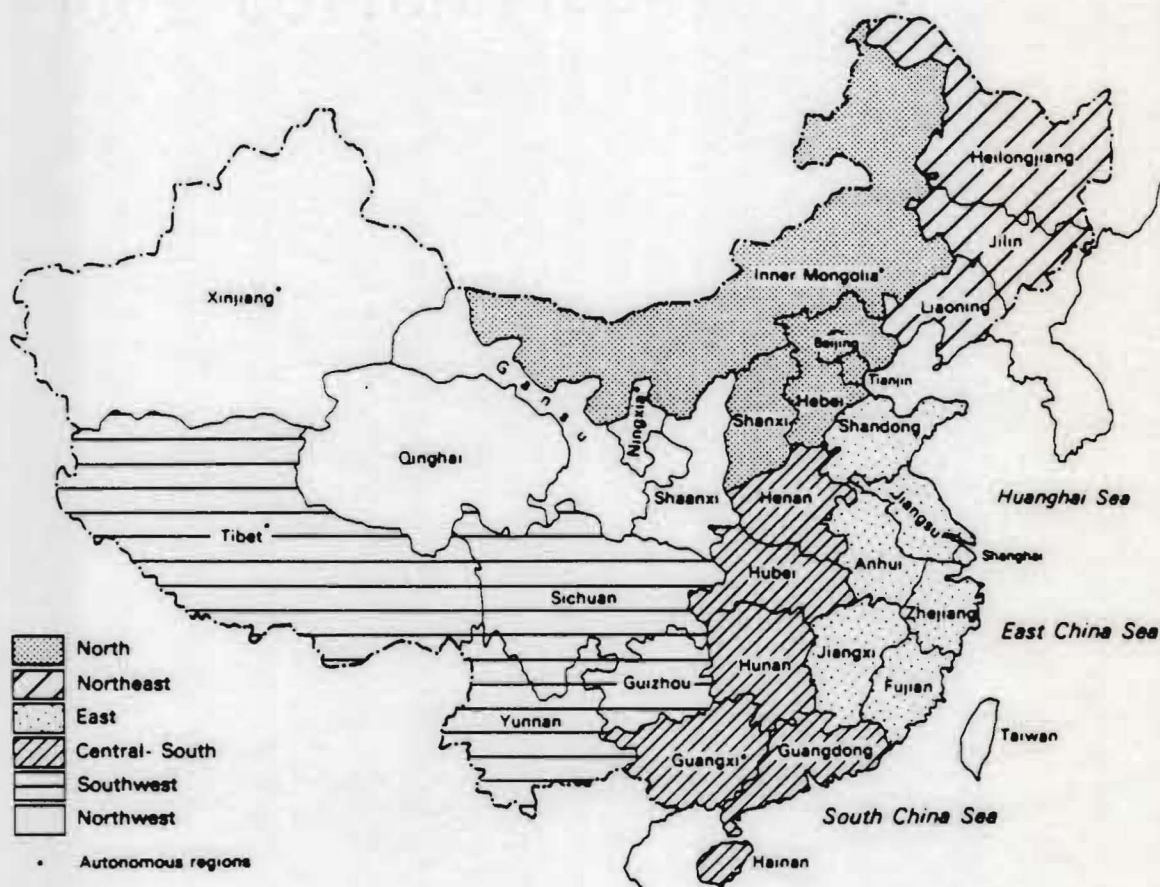 Heilongjiang
Jilin
Inner Mongolia•
Liaoning
Xinjiang•
Beijing
Tianjin
Gansu
Ningxia•
Hebei
Shanxi
Shandong
Qinghai
Shaanxi
Henan
Jiangsu
Huanghai Sea
Tibet•
Anhui
Shanghai
Hubei
Sichuan
Zhejiang
East China Sea
North
Hunan
Jiangxi
Northeast
Guizhou
Fujian
East
Yunnan
Taiwan
Central- South
Guangxi•
Guangdong
Southwest
Northwest
South China Sea
• Autonomous regions
Hainan